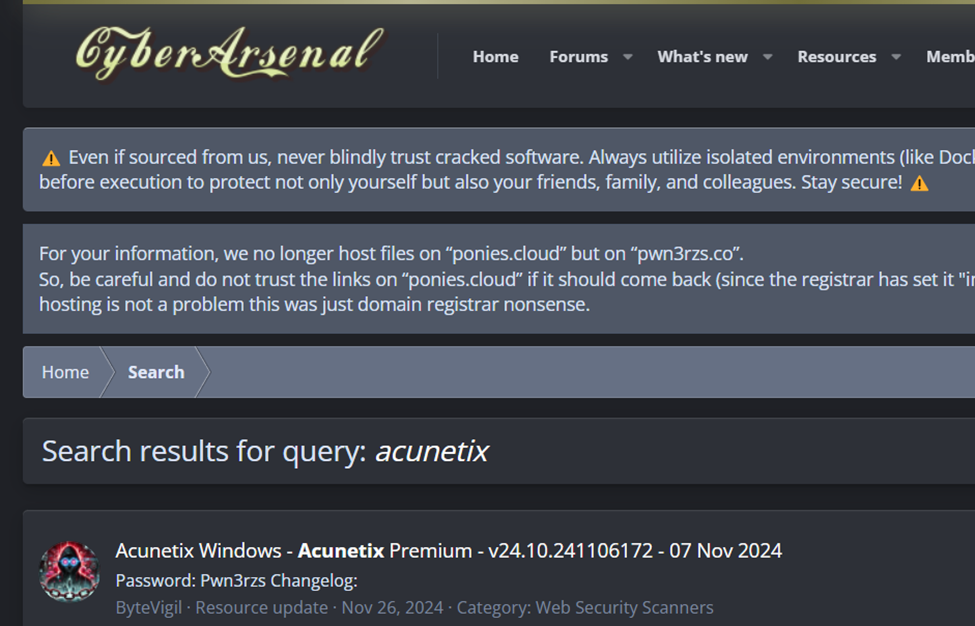 CyberArsenal
Home Forums What's new Resources Memb
⚠ Even if sourced from us, never blindly trust cracked software. Always utilize isolated environments (like Doc
before execution to protect not only yourself but also your friends, family, and colleagues. Stay secure! ⚠
For your information, we no longer host files on “ponies.cloud” but on “pwn3rzs.co”.
So, be careful and do not trust the links on “ponies.cloud” if it should come back (since the registrar has set it "i
hosting is not a problem this was just domain registrar nonsense.
Home Search
Search results for query: acunetix
Acunetix Windows - Acunetix Premium - v24.10.241106172 - 07 Nov 2024
Password: Pwn3rzs Changelog:
ByteVigil · Resource update · Nov 26, 2024 · Category: Web Security Scanners